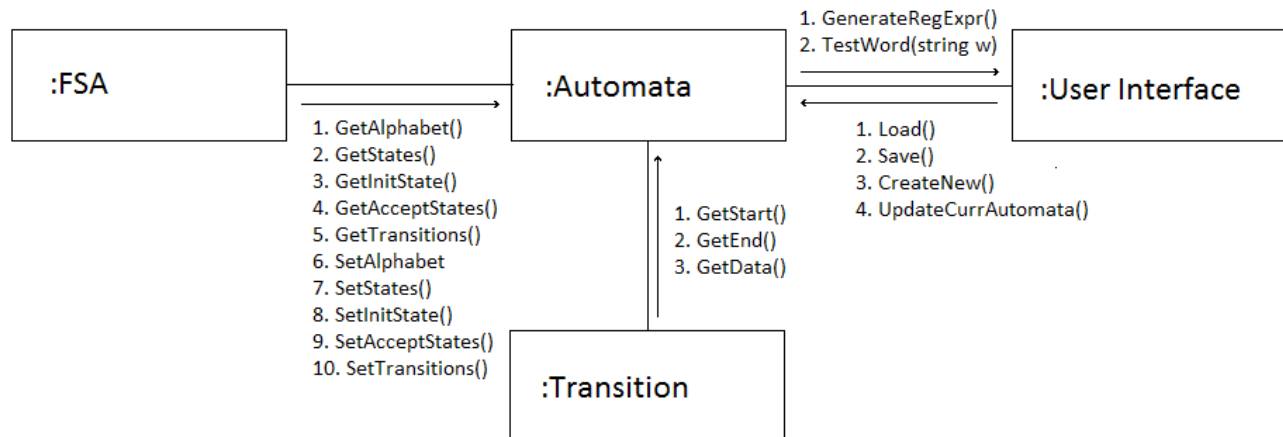 :FSA
:Automata
:User Interface
1. GenerateRegExpr()
2. TestWord(string w)
1. GetAlphabet()
2. GetStates()
3. GetInitState()
4. GetAcceptStates()
5. GetTransitions()
6. SetAlphabet
7. SetStates()
8. SetInitState()
9. SetAcceptStates()
10. SetTransitions()
1. GetStart()
2. GetEnd()
3. GetData()
1. Load()
2. Save()
3. CreateNew()
4. UpdateCurrAutomata()
:Transition